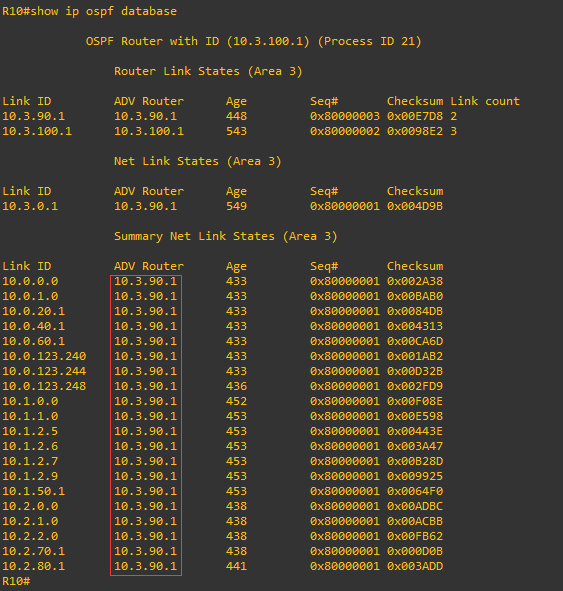 R10#show ip ospf database
OSPF Router with ID (10.3.100.1) (Process ID 21)
Router Link States (Area 3)
Link ID ADV Router Age Seq# Checksum Link count
10.3.90.1 10.3.90.1 448 0x80000003 0x00E7D8 2
10.3.100.1 10.3.100.1 543 0x80000002 0x0098E2 3
Net Link States (Area 3)
Link ID ADV Router Age Seq# Checksum
10.3.0.1 10.3.90.1 549 0x80000001 0x004D9B
Summary Net Link States (Area 3)
Link ID ADV Router Age Seq# Checksum
10.0.0.0 10.3.90.1 433 0x80000001 0x002A38
10.0.1.0 10.3.90.1 433 0x80000001 0x00BAB0
10.0.20.1 10.3.90.1 433 0x80000001 0x0084DB
10.0.40.1 10.3.90.1 433 0x80000001 0x004313
10.0.60.1 10.3.90.1 433 0x80000001 0x00CA6D
10.0.123.240 10.3.90.1 433 0x80000001 0x001AB2
10.0.123.244 10.3.90.1 433 0x80000001 0x00D32B
10.0.123.248 10.3.90.1 436 0x80000001 0x002FD9
10.1.0.0 10.3.90.1 452 0x80000001 0x00F08E
10.1.1.0 10.3.90.1 453 0x80000001 0x00E598
10.1.2.5 10.3.90.1 453 0x80000001 0x00443E
10.1.2.6 10.3.90.1 453 0x80000001 0x003A47
10.1.2.7 10.3.90.1 453 0x80000001 0x00B28D
10.1.2.9 10.3.90.1 453 0x80000001 0x009925
10.1.50.1 10.3.90.1 453 0x80000001 0x0064F0
10.2.0.0 10.3.90.1 438 0x80000001 0x00ADBC
10.2.1.0 10.3.90.1 438 0x80000001 0x00ACBB
10.2.2.0 10.3.90.1 438 0x80000001 0x00FB62
10.2.70.1 10.3.90.1 438 0x80000001 0x000D0B
10.2.80.1 10.3.90.1 441 0x80000001 0x003ADD
R10#